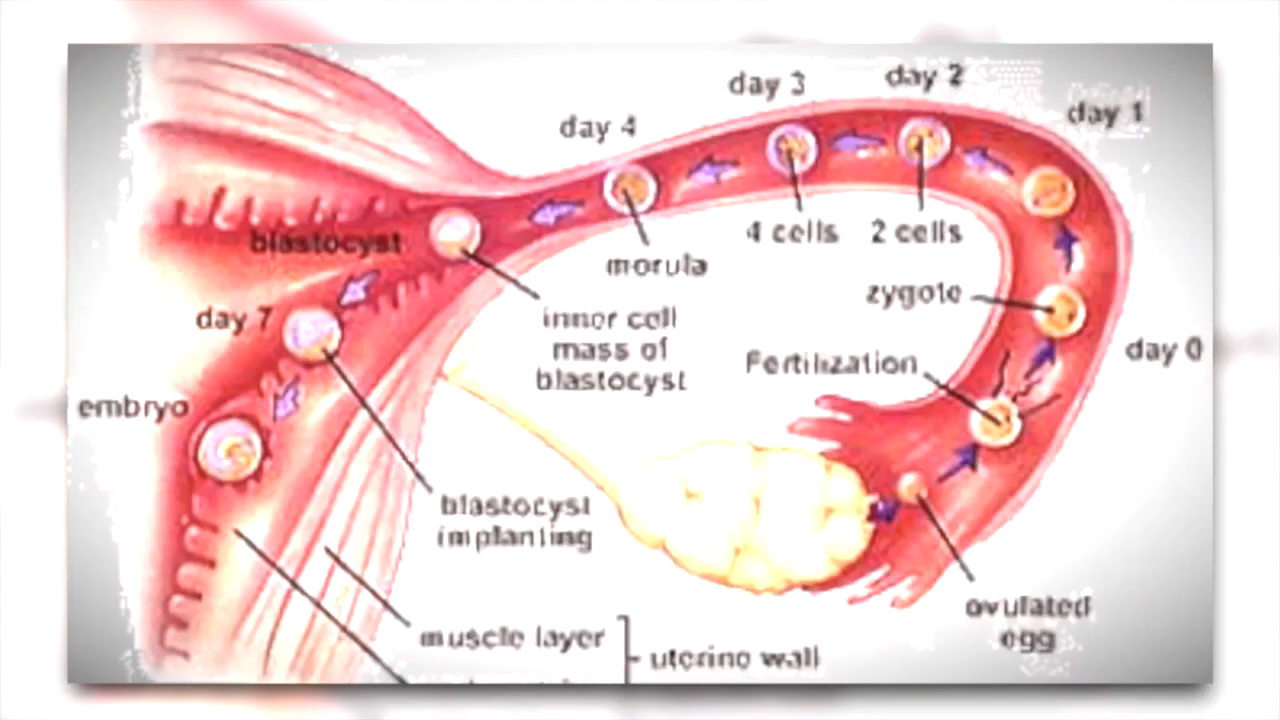 day 3
day 2
day 1
day 4
4 cells
2 cells
blastocyst
morula
zygote
day 7
inner cell
mass of
blastocyst
Fertilization
day 0
embryo
blastocyst
implanting
ovulated
egg
muscle layer
uterine wall